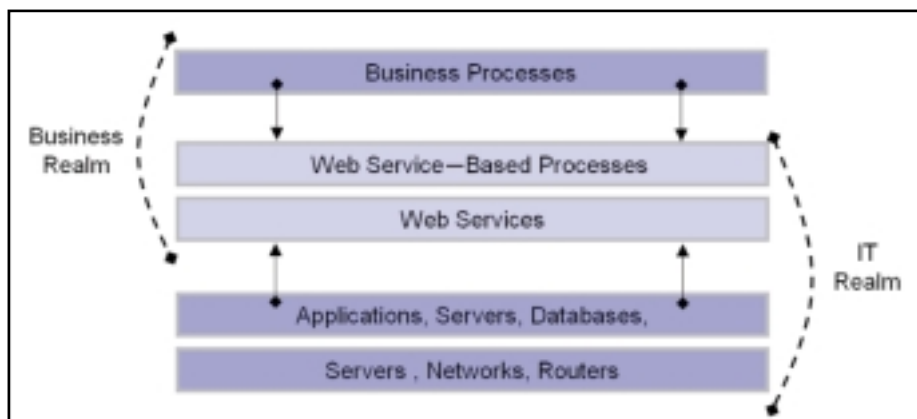 Business Processes
Business
Realm
Web Service—Based Processes
Web Services
IT
Realm
Applications, Servers, Databases,
Servers , Networks, Routers